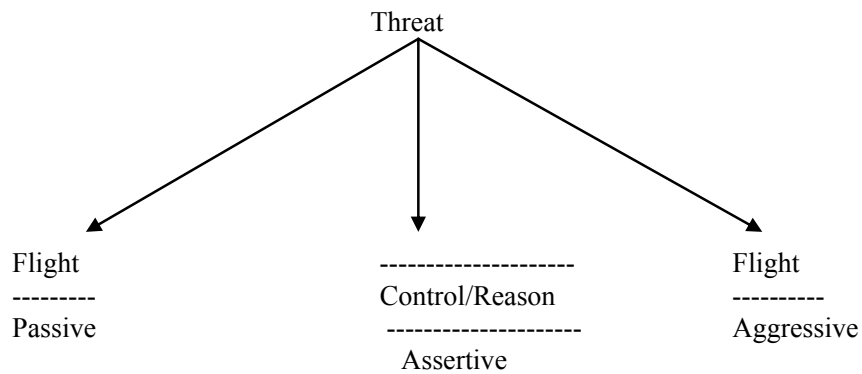 Threat
Flight
---------
Passive
---------------------
Control/Reason
---------------------
Assertive
Flight
----------
Aggressive